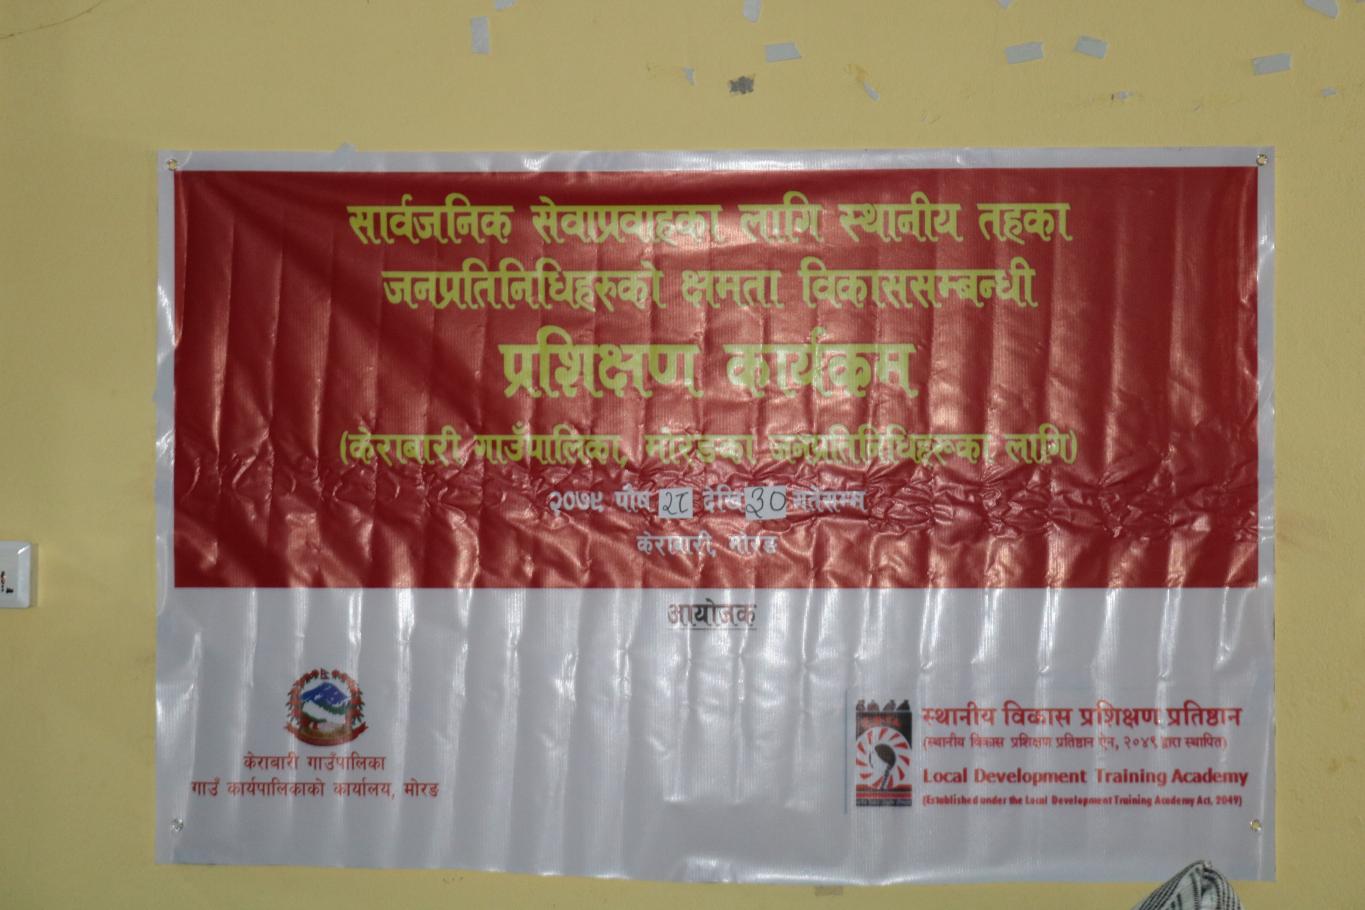 सार्वजनिक सेवाप्रवाहका लागि स्थानीय तहका
जनप्रतिनिधिहरुको क्षमता विकाससम्बन्धी
प्रशिक्षण कार्यक्रम
(केराबारी गाउँपालिका, मोरङका जनप्रतिनिधिहरूका लागि)
२०७९ पौष २८ देखि ३० गतेसम्म
केराबारी, मोरङ
आयोजक
केराबारी गाउँपालिका
गाउँ कार्यपालिकाको कार्यालय, मोरङ
स्थानीय विकास प्रशिक्षण प्रतिष्ठान
(स्थानीय विकास प्रशिक्षण प्रतिष्ठान ऐन, २०४९ द्वारा स्थापित)
Local Development Training Academy
(Established under the Local Development Training Academy Act, 2049)